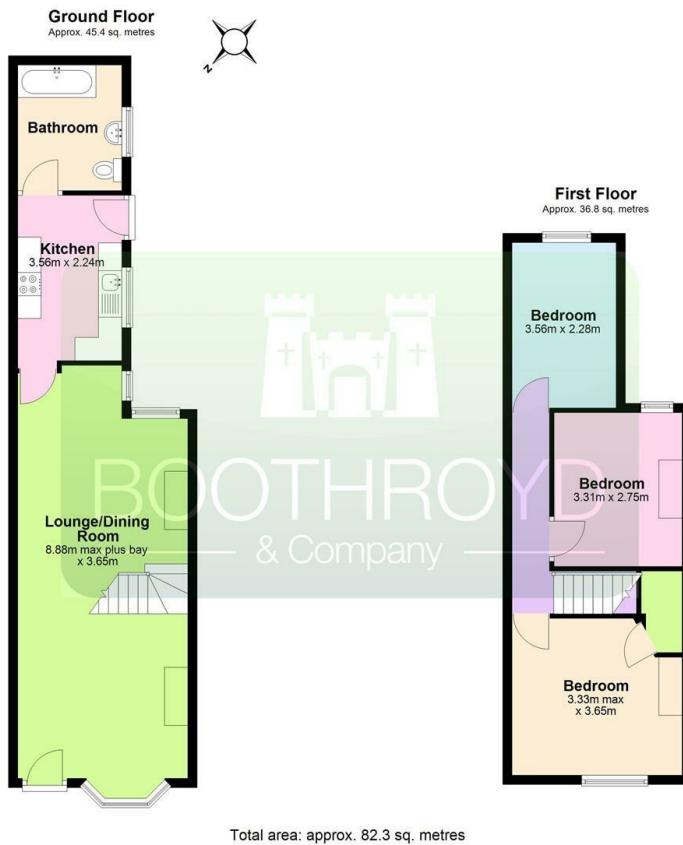 Ground Floor
Approx. 45.4 sq. metres
N
Bathroom
Kitchen
3.56m x 2.24m
Lounge/Dining
Room
8.88m max plus bay
x 3.65m
First Floor
Approx. 36.8 sq. metres
Bedroom
3.56m x 2.28m
Bedroom
3.31m x 2.75m
Bedroom
3.33m max
x 3.65m
BOOTHROYD
& Company
Total area: approx. 82.3 sq. metres